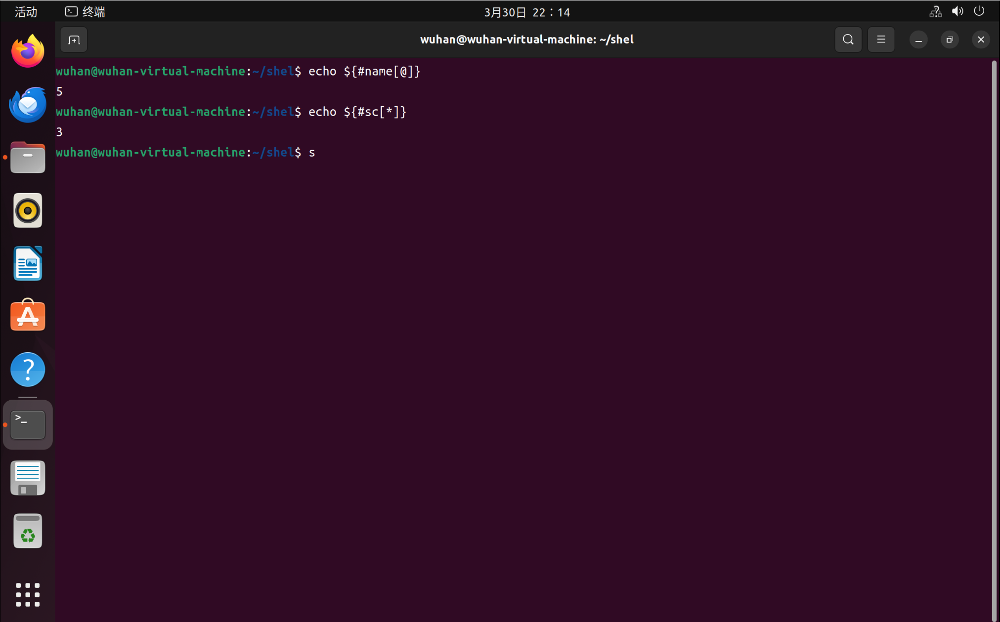 活动 终端 3月30日 22：14
wuhan@wuhan-virtual-machine: ~/shel
wuhan@wuhan-virtual-machine:~/shel$ echo ${#name[@]}
5
wuhan@wuhan-virtual-machine:~/shel$ echo ${#sc[*]}
3
wuhan@wuhan-virtual-machine:~/shel$ s